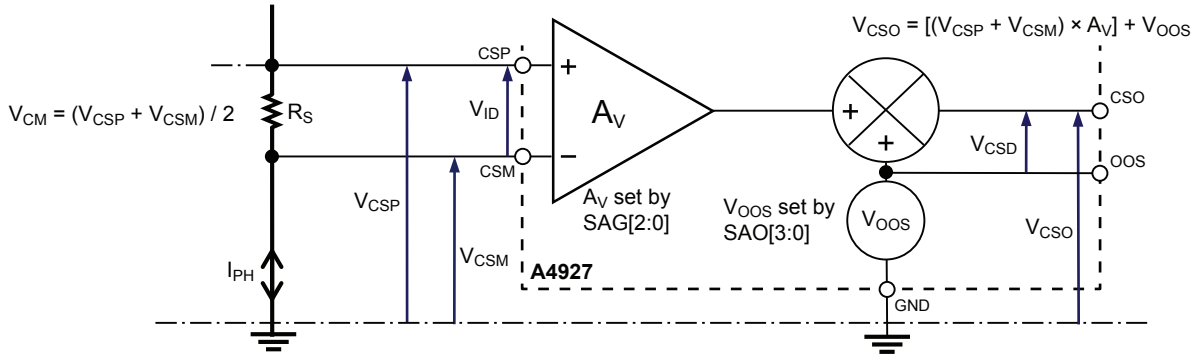 V_CSO = [(V_CSP + V_CSM) × A_V] + V_OOS
CSP
CSO
V_CM = (V_CSP + V_CSM) / 2
R_S
V_ID
+
A_V
+
+
V_CSD
−
CSM
OOS
V_CSP
A_V set by
SAG[2:0]
V_OOS set by
SAO[3:0]
V_OOS
V_CSO
V_CSM
I_PH
A4927
GND